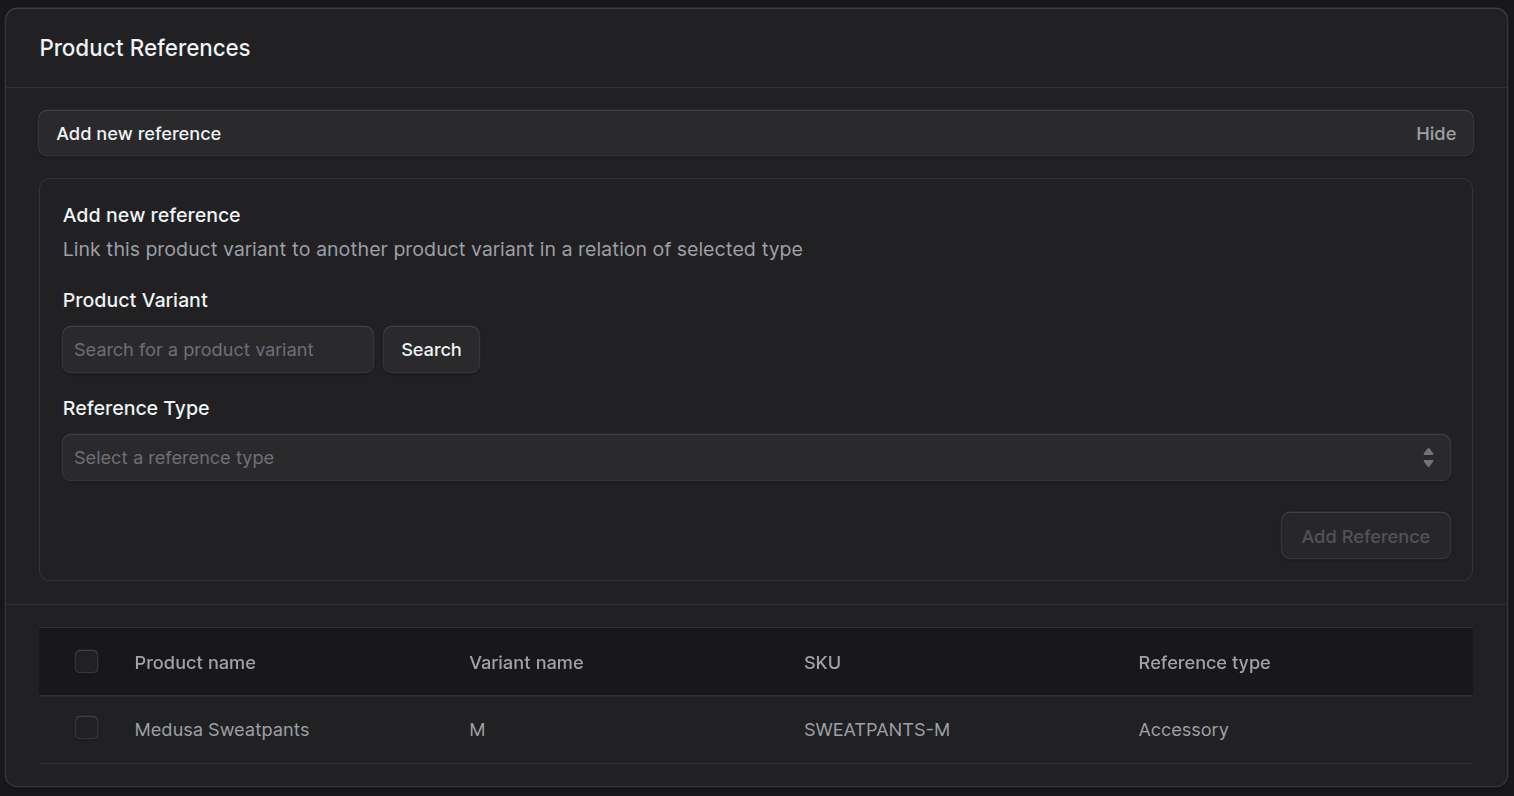 Product References
Add new reference Hide
Add new reference
Link this product variant to another product variant in a relation of selected type
Product Variant
Search for a product variant Search
Reference Type
Select a reference type
Add Reference
Product name Variant name SKU Reference type
Medusa Sweatpants M SWEATPANTS-M Accessory